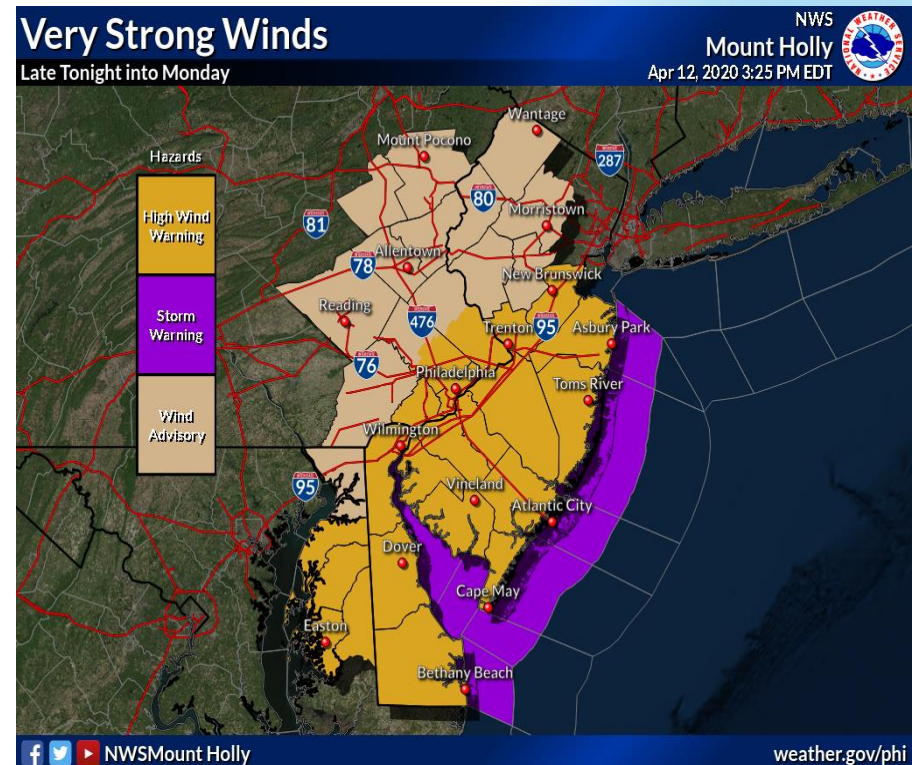 Very Strong Winds
Late Tonight into Monday
NWS
Mount Holly
Apr 12, 2020 3:25 PM EDT
NATIONAL WEATHER SERVICE
Hazards
High Wind
Warning
Storm
Warning
Wind
Advisory
Wantage
Mount Pocono
287
80
Morristown
81
Allentown
78
New Brunswick
Reading
476
Trenton
95
Asbury Park
76
Philadelphia
Toms River
Wilmington
95
Vineland
Atlantic City
Dover
Cape May
Easton
Bethany Beach
NWSMount Holly
weather.gov/phi